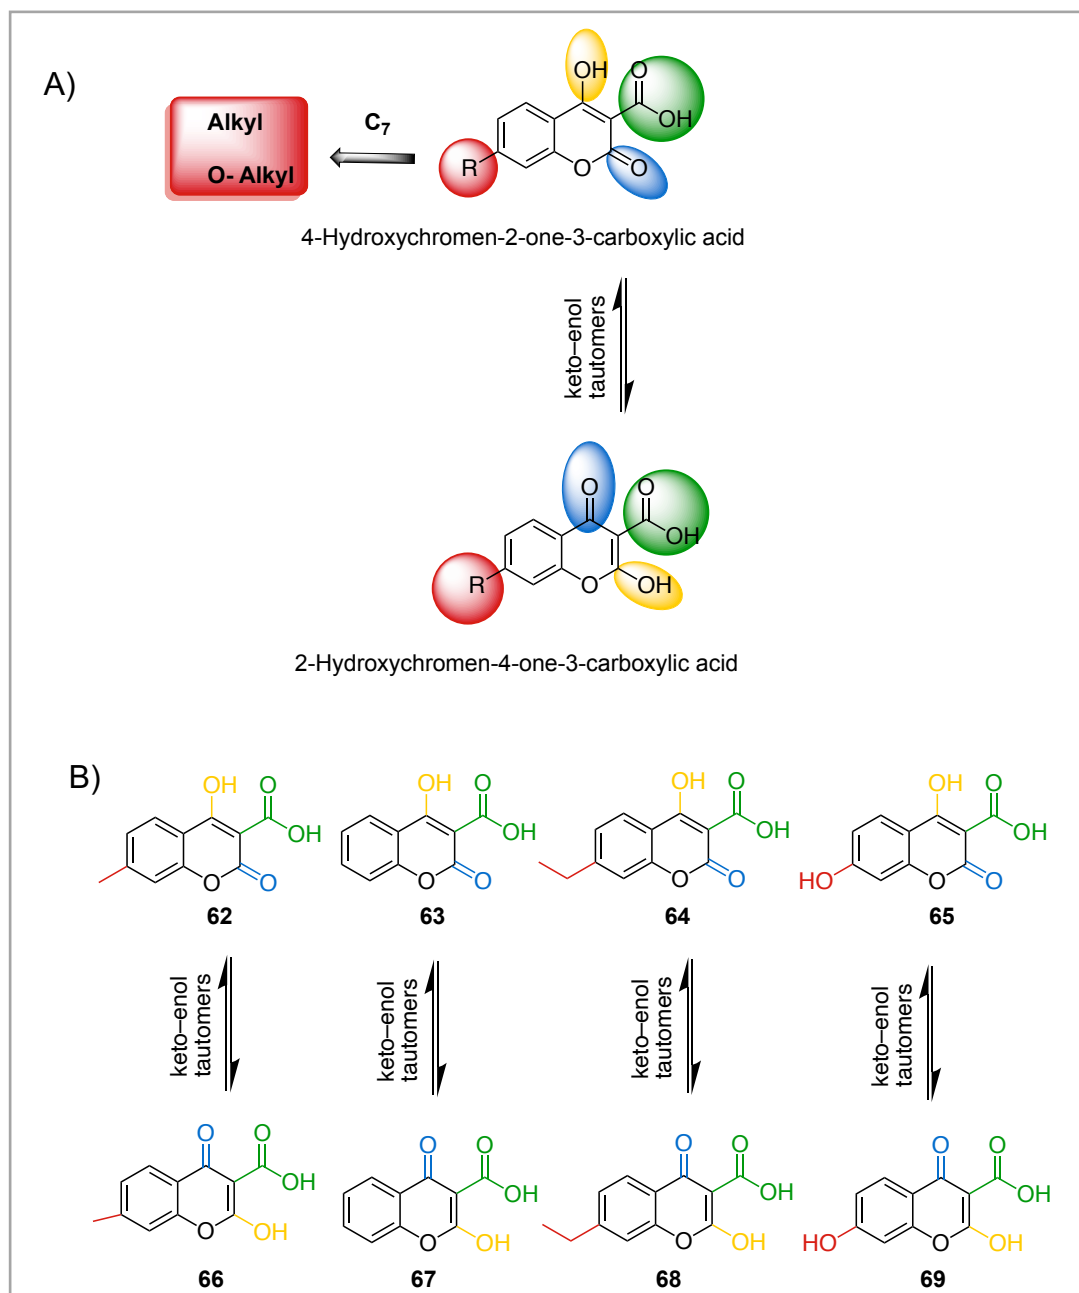 A)
Alkyl
O- Alkyl
C7
OH
O
OH
R
O
O
4-Hydroxychromen-2-one-3-carboxylic acid
keto–enol
tautomers
O
O
OH
R
O
OH
2-Hydroxychromen-4-one-3-carboxylic acid
B)
OH
O
OH
O
O
62
OH
O
OH
O
O
63
OH
O
OH
O
O
64
OH
O
OH
HO
O
O
65
keto–enol
tautomers
keto–enol
tautomers
keto–enol
tautomers
keto–enol
tautomers
O
O
OH
O
OH
66
O
O
OH
O
OH
67
O
O
OH
O
OH
68
O
O
OH
HO
O
OH
69